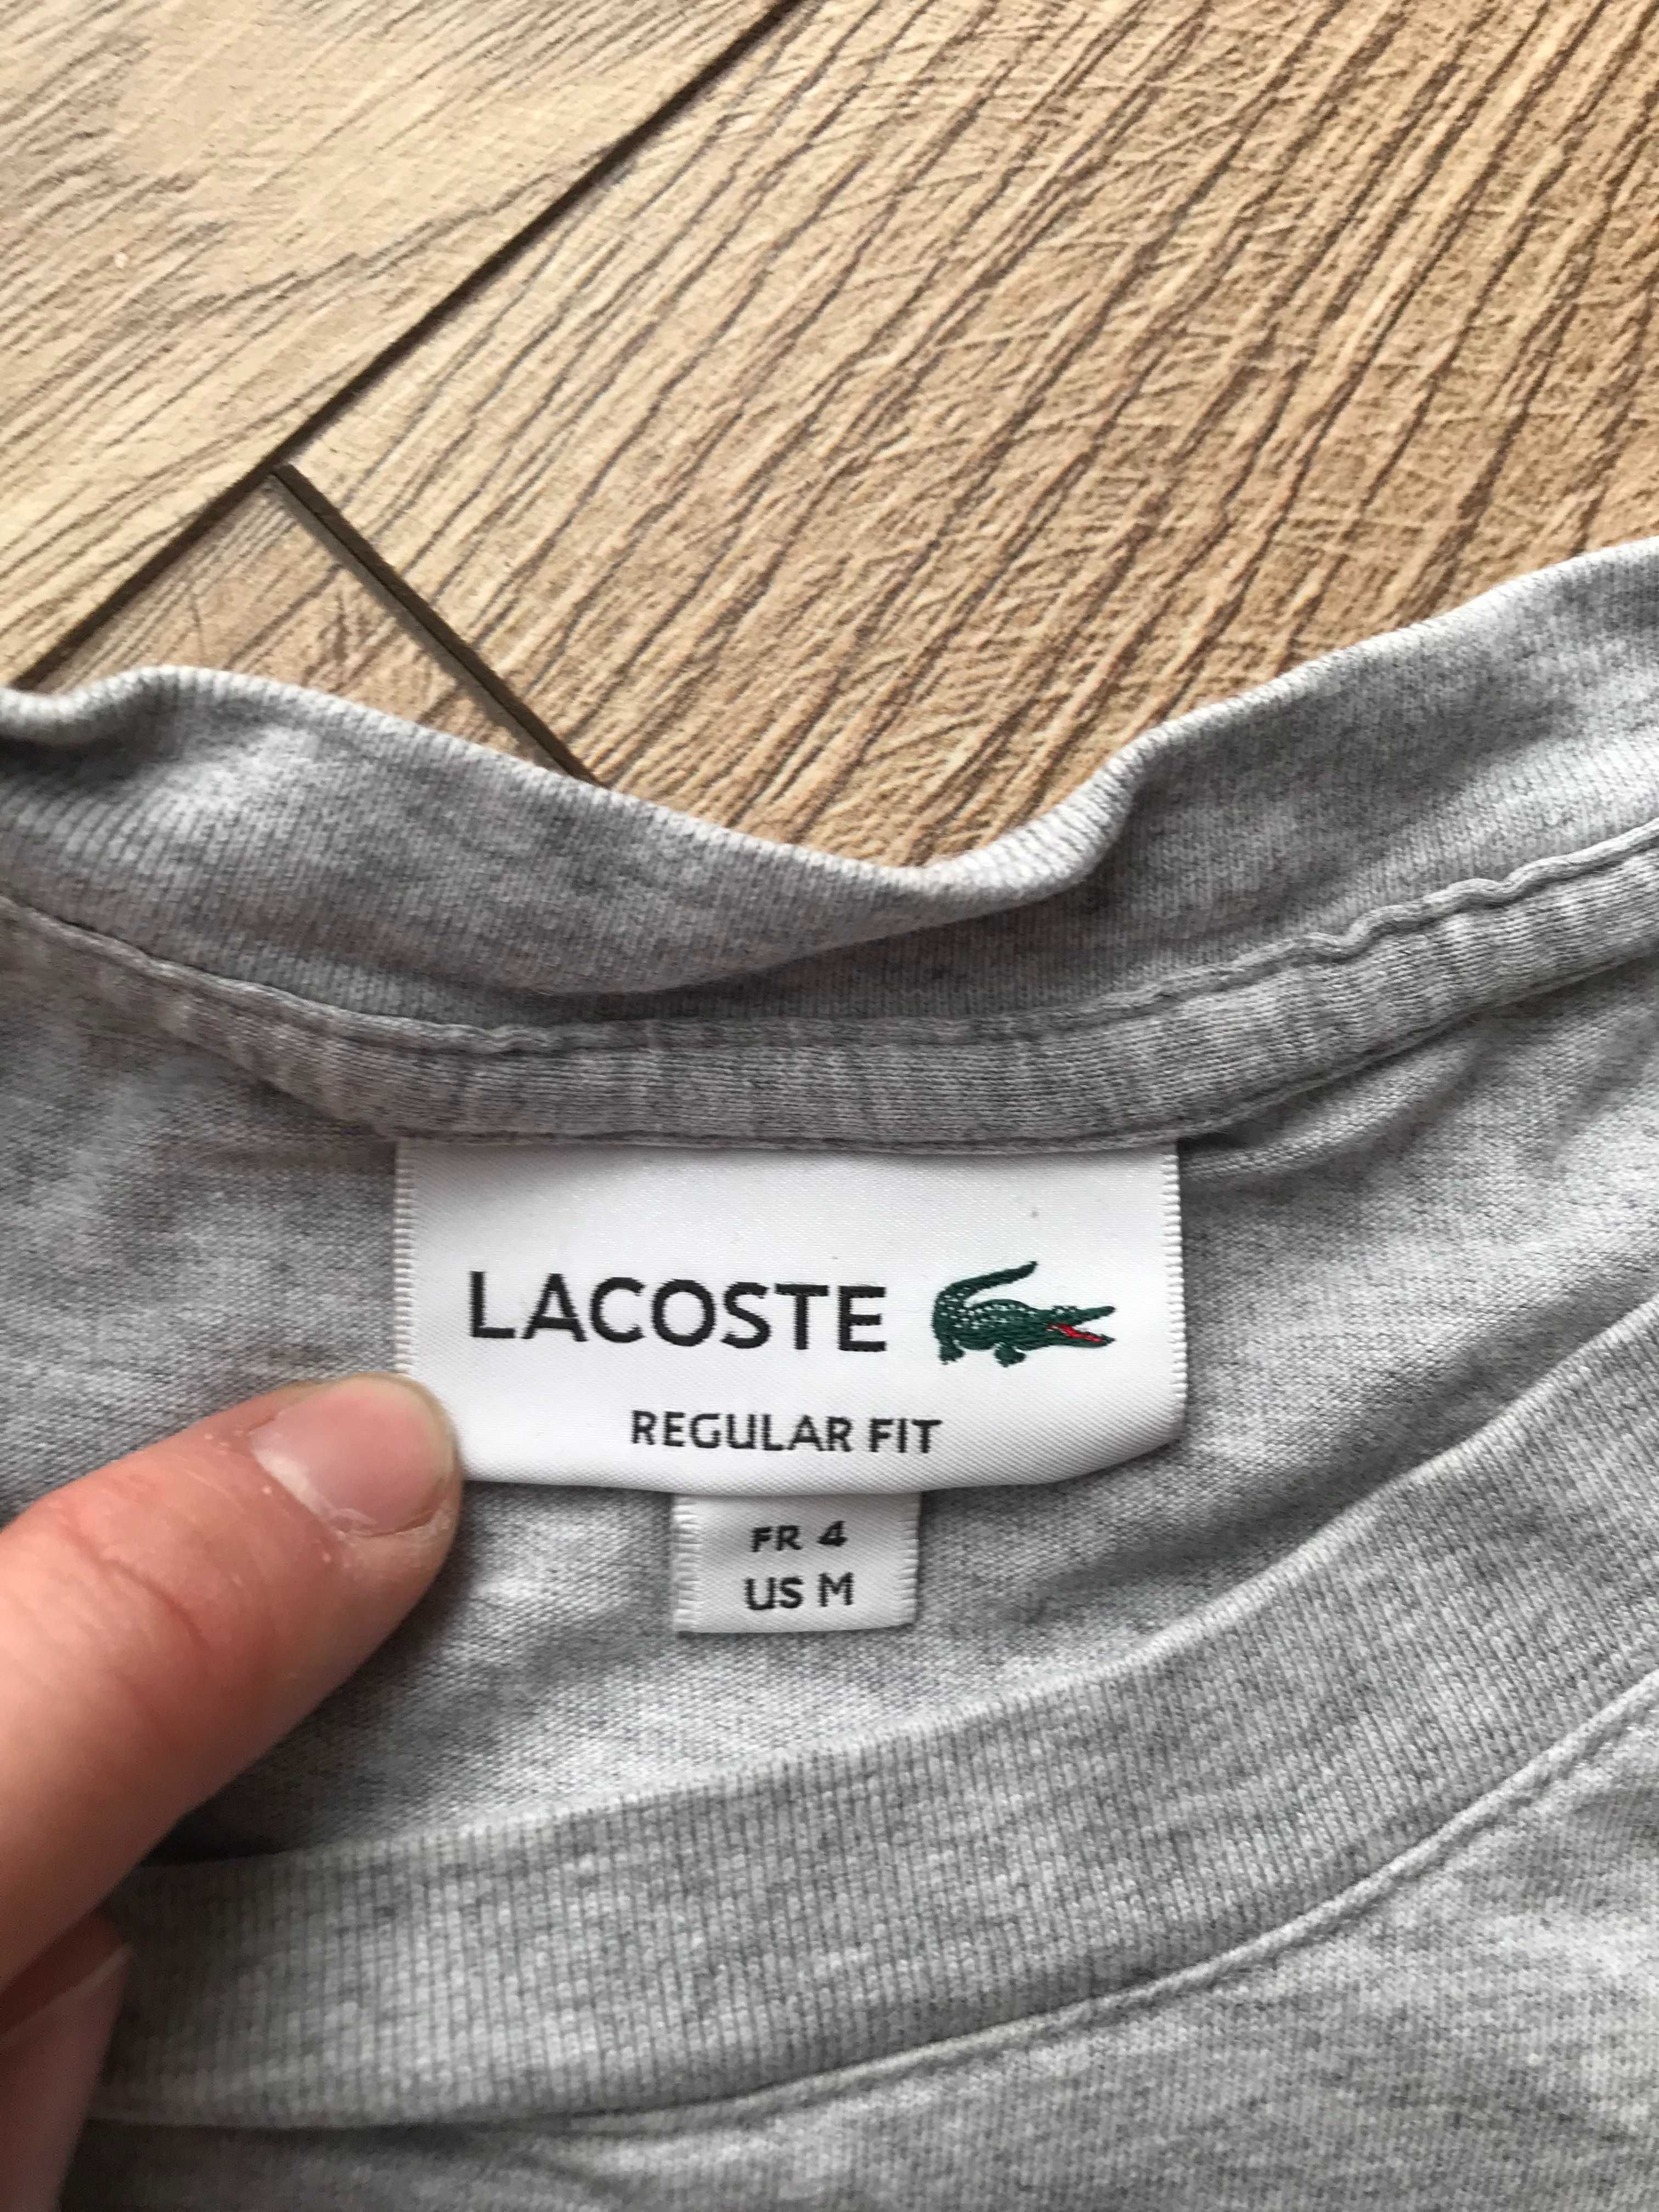 LACOSTE
REGULAR FIT
FR 4
US M